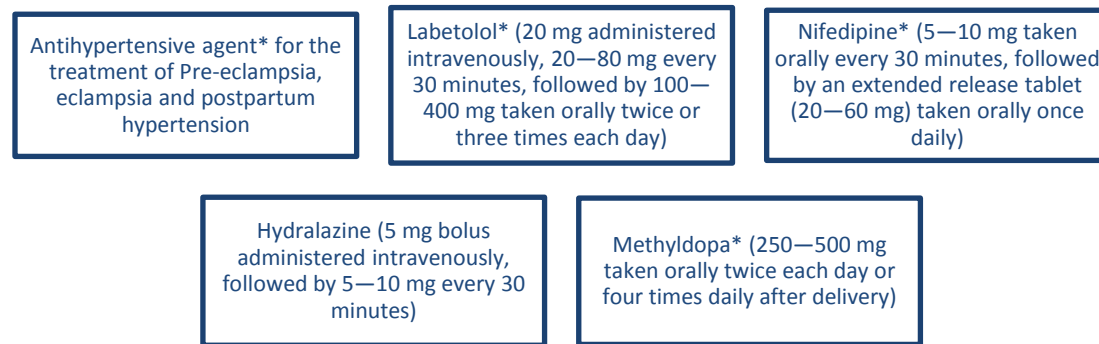 Antihypertensive agent* for the
treatment of Pre-eclampsia,
eclampsia and postpartum
hypertension
Labetolol* (20 mg administered
intravenously, 20—80 mg every
30 minutes, followed by 100—
400 mg taken orally twice or
three times each day)
Nifedipine* (5—10 mg taken
orally every 30 minutes, followed
by an extended release tablet
(20—60 mg) taken orally once
daily)
Hydralazine (5 mg bolus
administered intravenously,
followed by 5—10 mg every 30
minutes)
Methyldopa* (250—500 mg
taken orally twice each day or
four times daily after delivery)